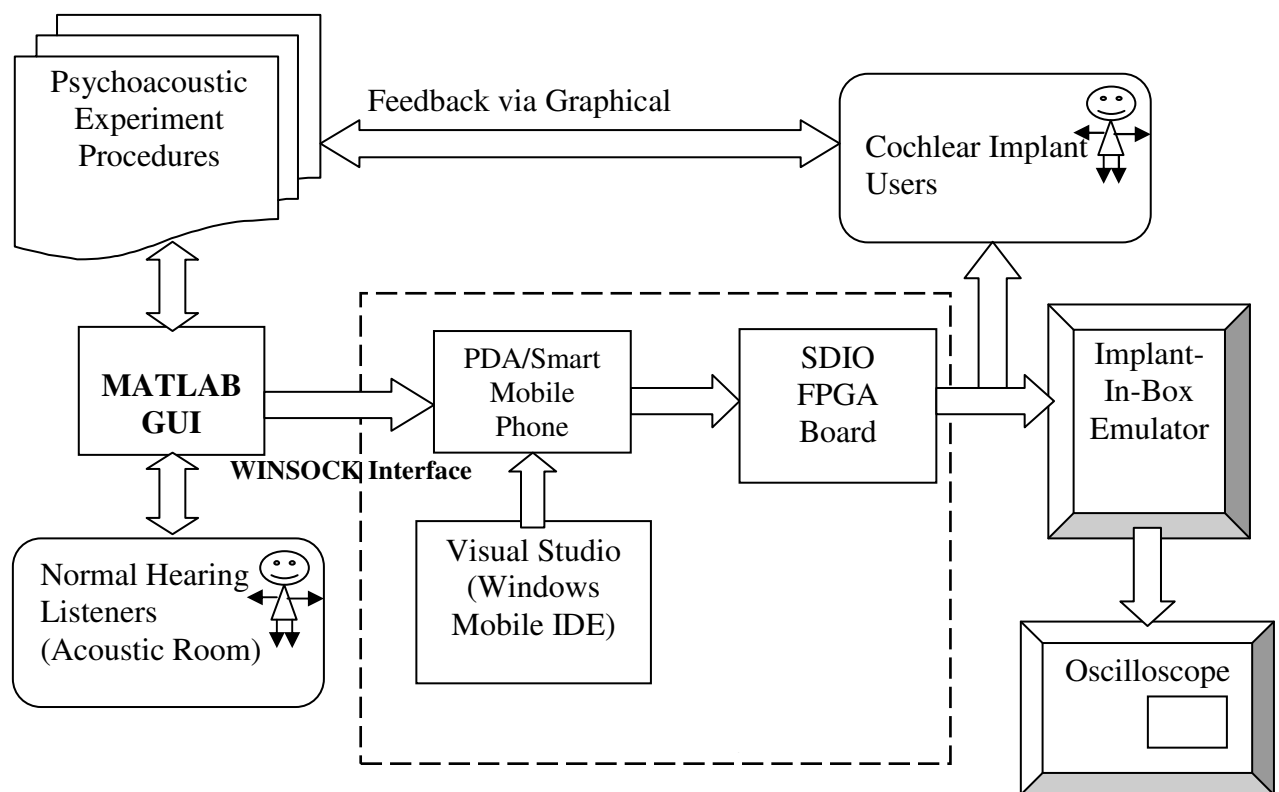 Psychoacoustic
Experiment
Procedures
Feedback via Graphical
Cochlear Implant
Users
MATLAB
GUI
WINSOCK Interface
PDA/Smart
Mobile
Phone
SDIO
FPGA
Board
Implant-
In-Box
Emulator
Normal Hearing
Listeners
(Acoustic Room)
Visual Studio
(Windows
Mobile IDE)
Oscilloscope